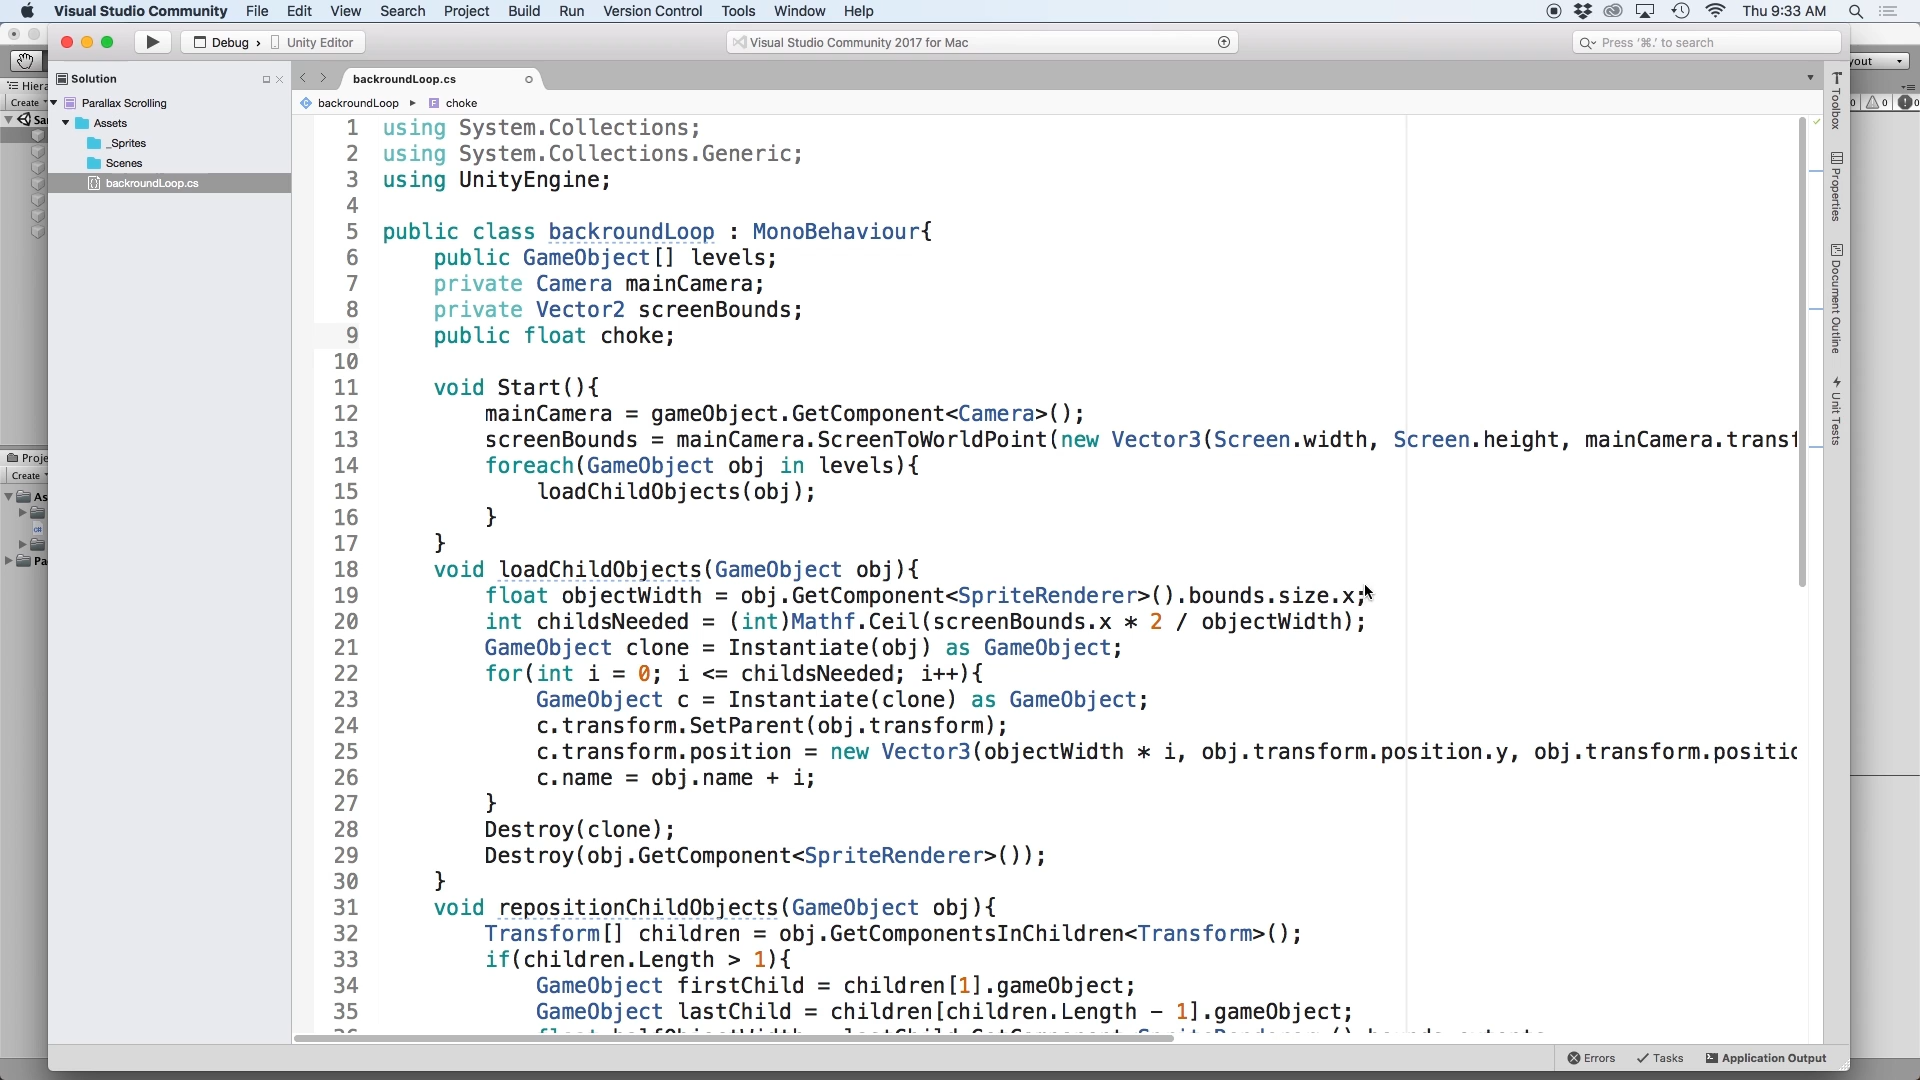 Visual Studio Community File Edit View Search Project Build Run Version Control Tools Window Help Thu 9:33 AM
Debug › Unity Editor Visual Studio Community 2017 for Mac Press '⌘.' to search
Solution backroundLoop.cs
Parallax Scrolling backroundLoop ▸ choke
Assets
_Sprites
Scenes
backroundLoop.cs
1 using System.Collections;
2 using System.Collections.Generic;
3 using UnityEngine;
4
5 public class backroundLoop : MonoBehaviour{
6 public GameObject[] levels;
7 private Camera mainCamera;
8 private Vector2 screenBounds;
9 public float choke;
10
11 void Start(){
12 mainCamera = gameObject.GetComponent<Camera>();
13 screenBounds = mainCamera.ScreenToWorldPoint(new Vector3(Screen.width, Screen.height, mainCamera.transf
14 foreach(GameObject obj in levels){
15 loadChildObjects(obj);
16 }
17 }
18 void loadChildObjects(GameObject obj){
19 float objectWidth = obj.GetComponent<SpriteRenderer>().bounds.size.x;
20 int childsNeeded = (int)Mathf.Ceil(screenBounds.x * 2 / objectWidth);
21 GameObject clone = Instantiate(obj) as GameObject;
22 for(int i = 0; i <= childsNeeded; i++){
23 GameObject c = Instantiate(clone) as GameObject;
24 c.transform.SetParent(obj.transform);
25 c.transform.position = new Vector3(objectWidth * i, obj.transform.position.y, obj.transform.positic
26 c.name = obj.name + i;
27 }
28 Destroy(clone);
29 Destroy(obj.GetComponent<SpriteRenderer>());
30 }
31 void repositionChildObjects(GameObject obj){
32 Transform[] children = obj.GetComponentsInChildren<Transform>();
33 if(children.Length > 1){
34 GameObject firstChild = children[1].gameObject;
35 GameObject lastChild = children[children.Length - 1].gameObject;
Toolbox
Properties
Document Outline
Unit Tests
Errors Tasks Application Output
Hiera
Create
Sa
Proje
Create
As
Pa
yout